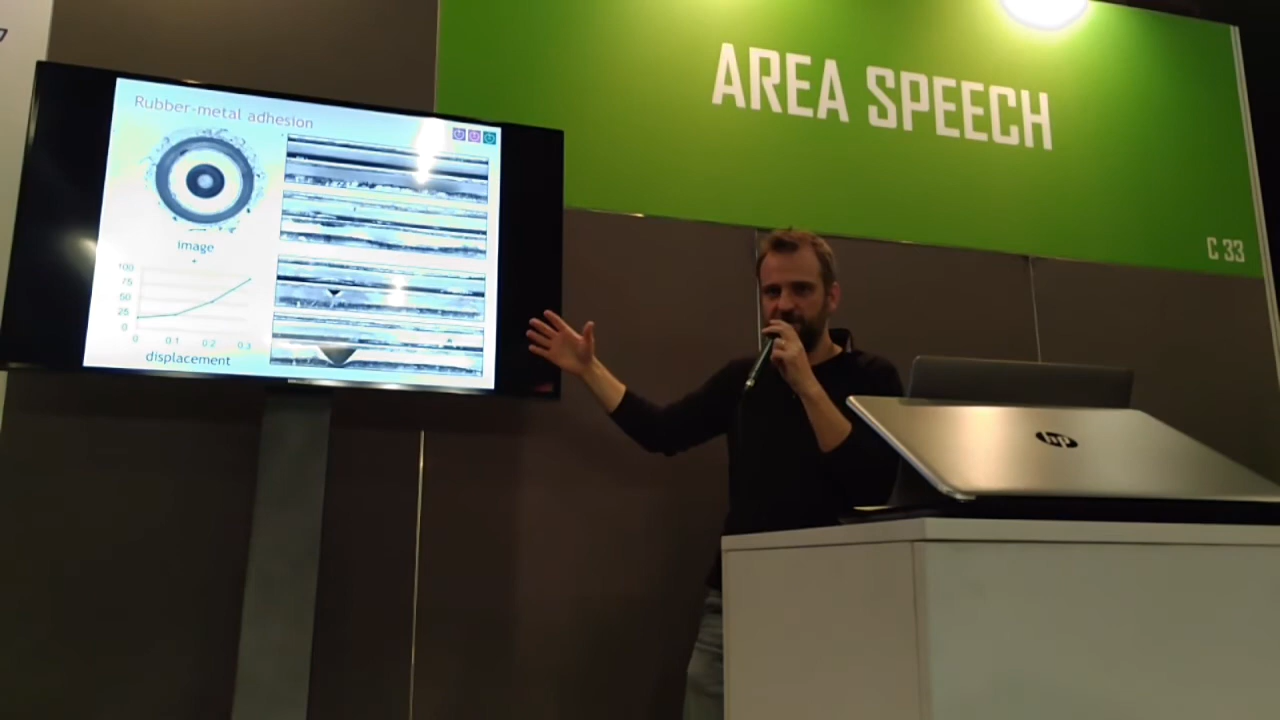 AREA SPEECH
C 33
Rubber-metal adhesion
image
+
100
75
50
25
0
0 0.1 0.2 0.3
displacement
hp